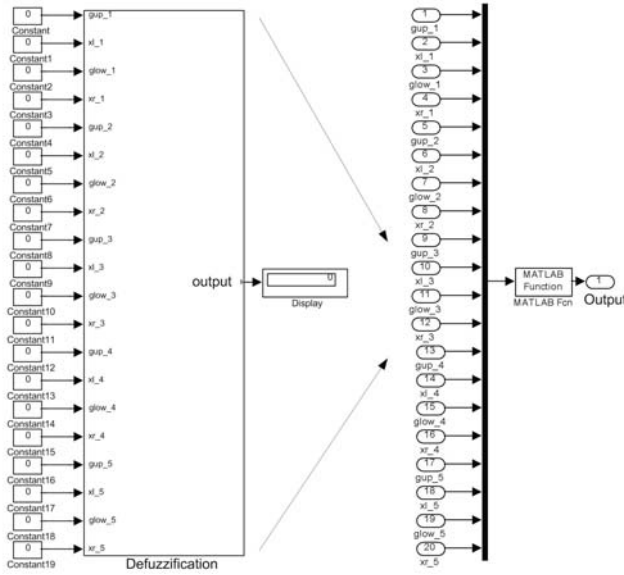 0 gup_1
Constant
0 xl_1
Constant1
0 glow_1
Constant2
0 xr_1
Constant3
0 gup_2
Constant4
0 xl_2
Constant5
0 glow_2
Constant6
0 xr_2
Constant7
0 gup_3
Constant8
0 xl_3
Constant9
0 glow_3
Constant10
0 xr_3
Constant11
0 gup_4
Constant12
0 xl_4
Constant13
0 glow_4
Constant14
0 xr_4
Constant15
0 gup_5
Constant16
0 xl_5
Constant17
0 glow_5
Constant18
0 xr_5
Constant19
output
Defuzzification
0
Display
1
gup_1
2
xl_1
3
glow_1
4
xr_1
5
gup_2
6
xl_2
7
glow_2
8
xr_2
9
gup_3
10
xl_3
11
glow_3
12
xr_3
13
gup_4
14
xl_4
15
glow_4
16
xr_4
17
gup_5
18
xl_5
19
glow_5
20
xr_5
MATLAB
Function
MATLAB Fcn
1
Output